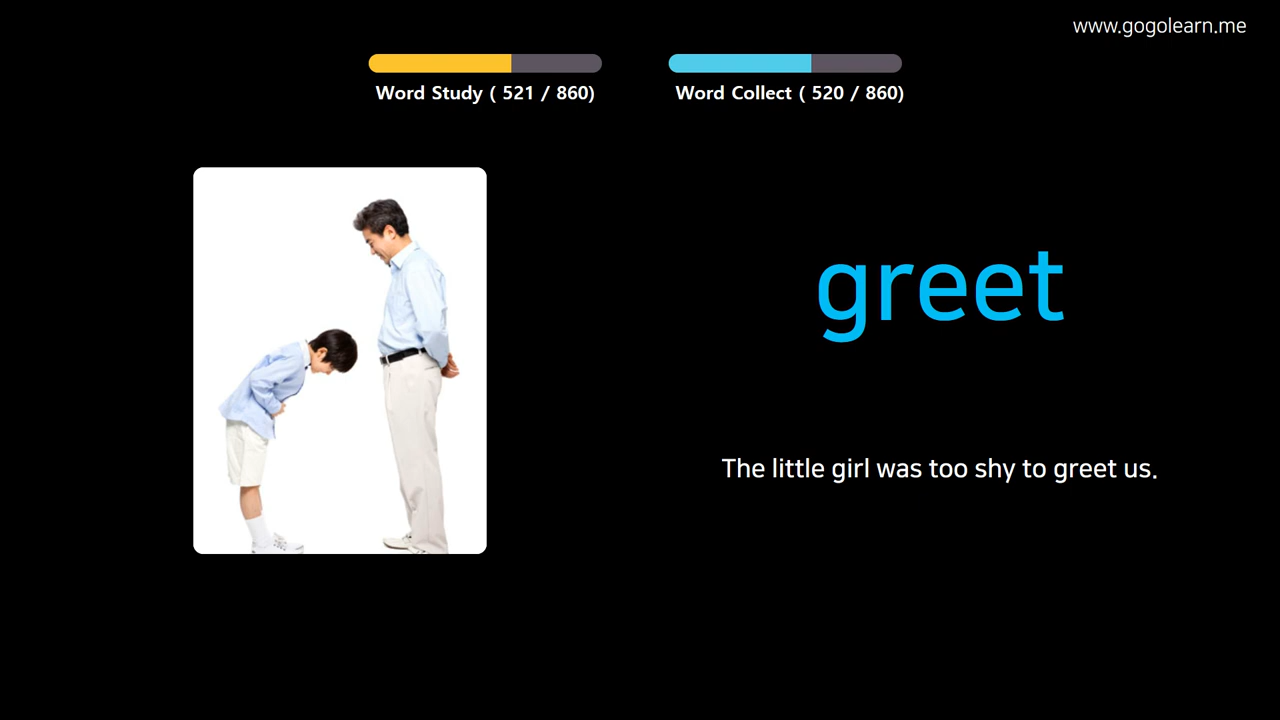 www.gogolearn.me
Word Study ( 521 / 860)
Word Collect ( 520 / 860)
greet
The little girl was too shy to greet us.